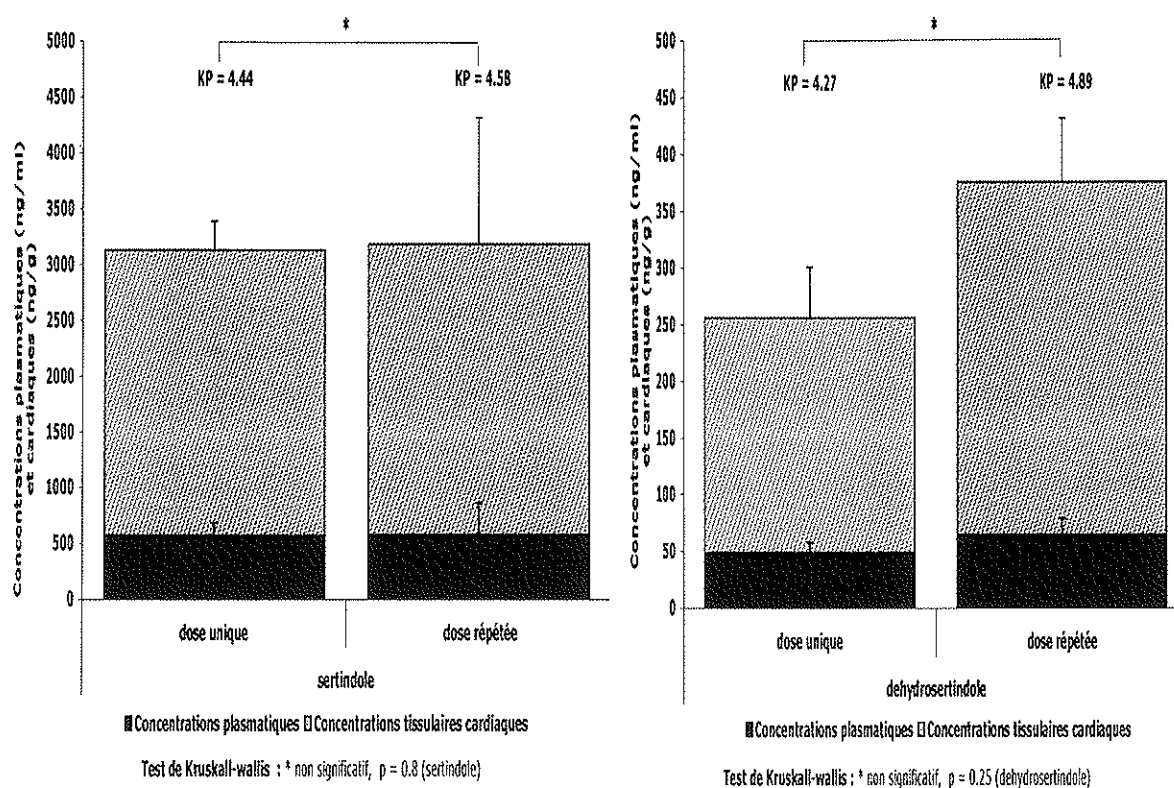 *
5000
4500
4000
3500
3000
2500
2000
1500
1000
500
0
Concentrations plasmatiques (ng/ml)
et cardiaques (ng/g)
KP = 4.44
KP = 4.58
dose unique
dose répétée
sertindole
Concentrations plasmatiques Concentrations tissulaires cardiaques
Test de Kruskall-wallis : * non significatif, p = 0.8 (sertindole)
*
500
450
400
350
300
250
200
150
100
50
0
Concentrations plasmatiques (ng/ml)
et cardiaques (ng/g)
KP = 4.27
KP = 4.89
dose unique
dose répétée
dehydrosertindole
Concentrations plasmatiques Concentrations tissulaires cardiaques
Test de Kruskall-wallis : * non significatif, p = 0.25 (dehydrosertindole)